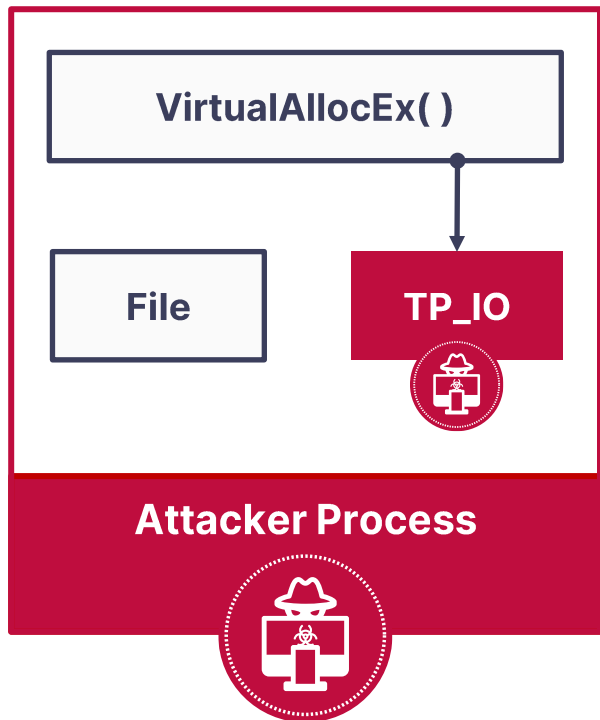 VirtualAllocEx( )
File
TP_IO
Attacker Process